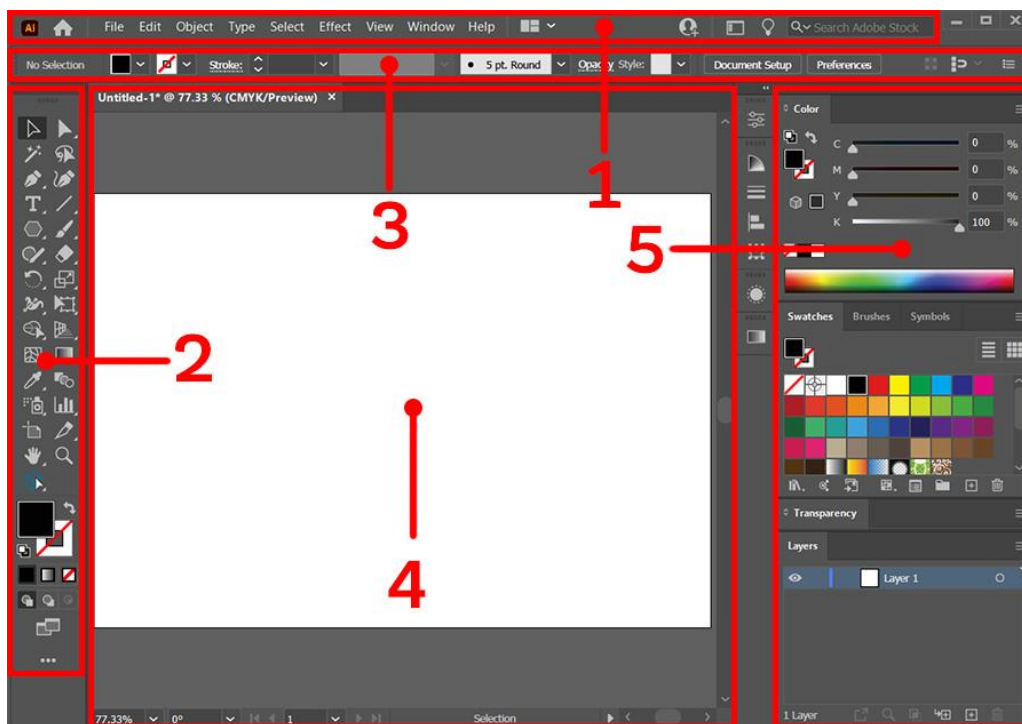 Ai File Edit Object Type Select Effect View Window Help Search Adobe Stock
1
No Selection Stroke: 5 pt. Round Opacity Style: Document Setup Preferences
3
Untitled-1* @ 77.33 % (CMYK/Preview) ×
2
4
77.33% 0° 1 Selection
5
Color
C 0 %
M 0 %
Y 0 %
K 100 %
Swatches Brushes Symbols
Transparency
Layers
Layer 1
1 Layer